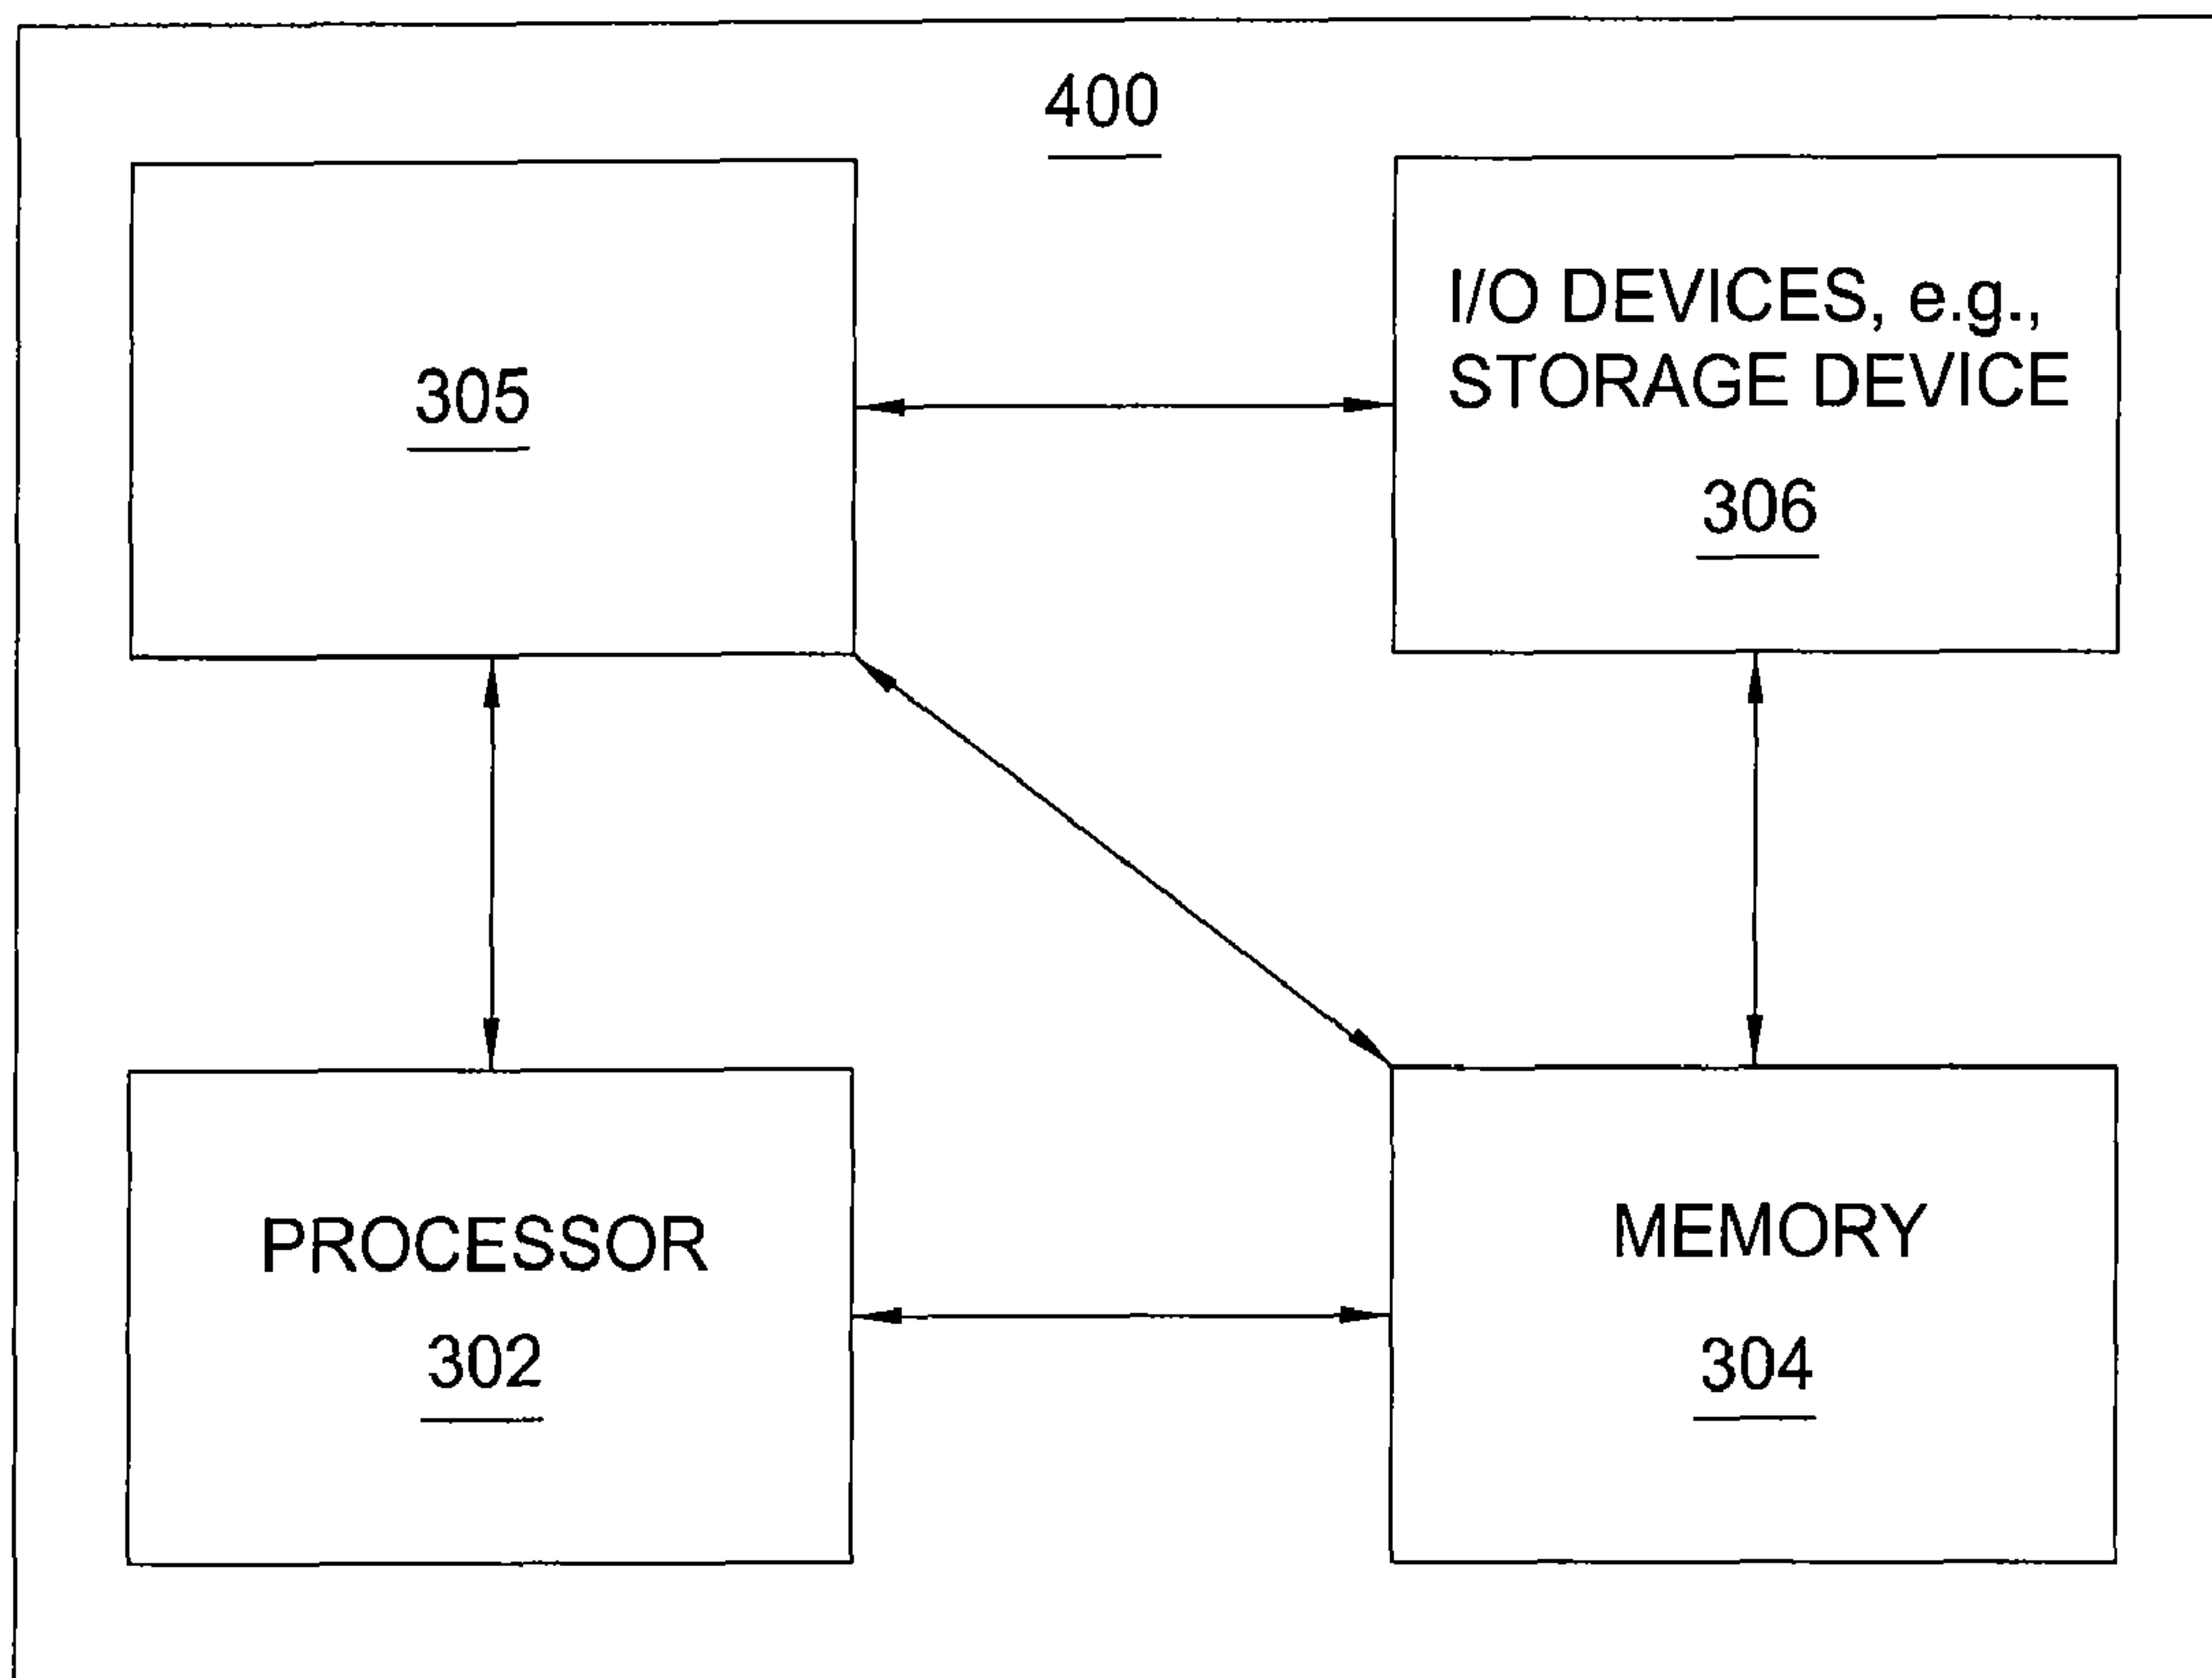 400
305
I/O DEVICES, e.g.,
STORAGE DEVICE
306
PROCESSOR
302
MEMORY
304